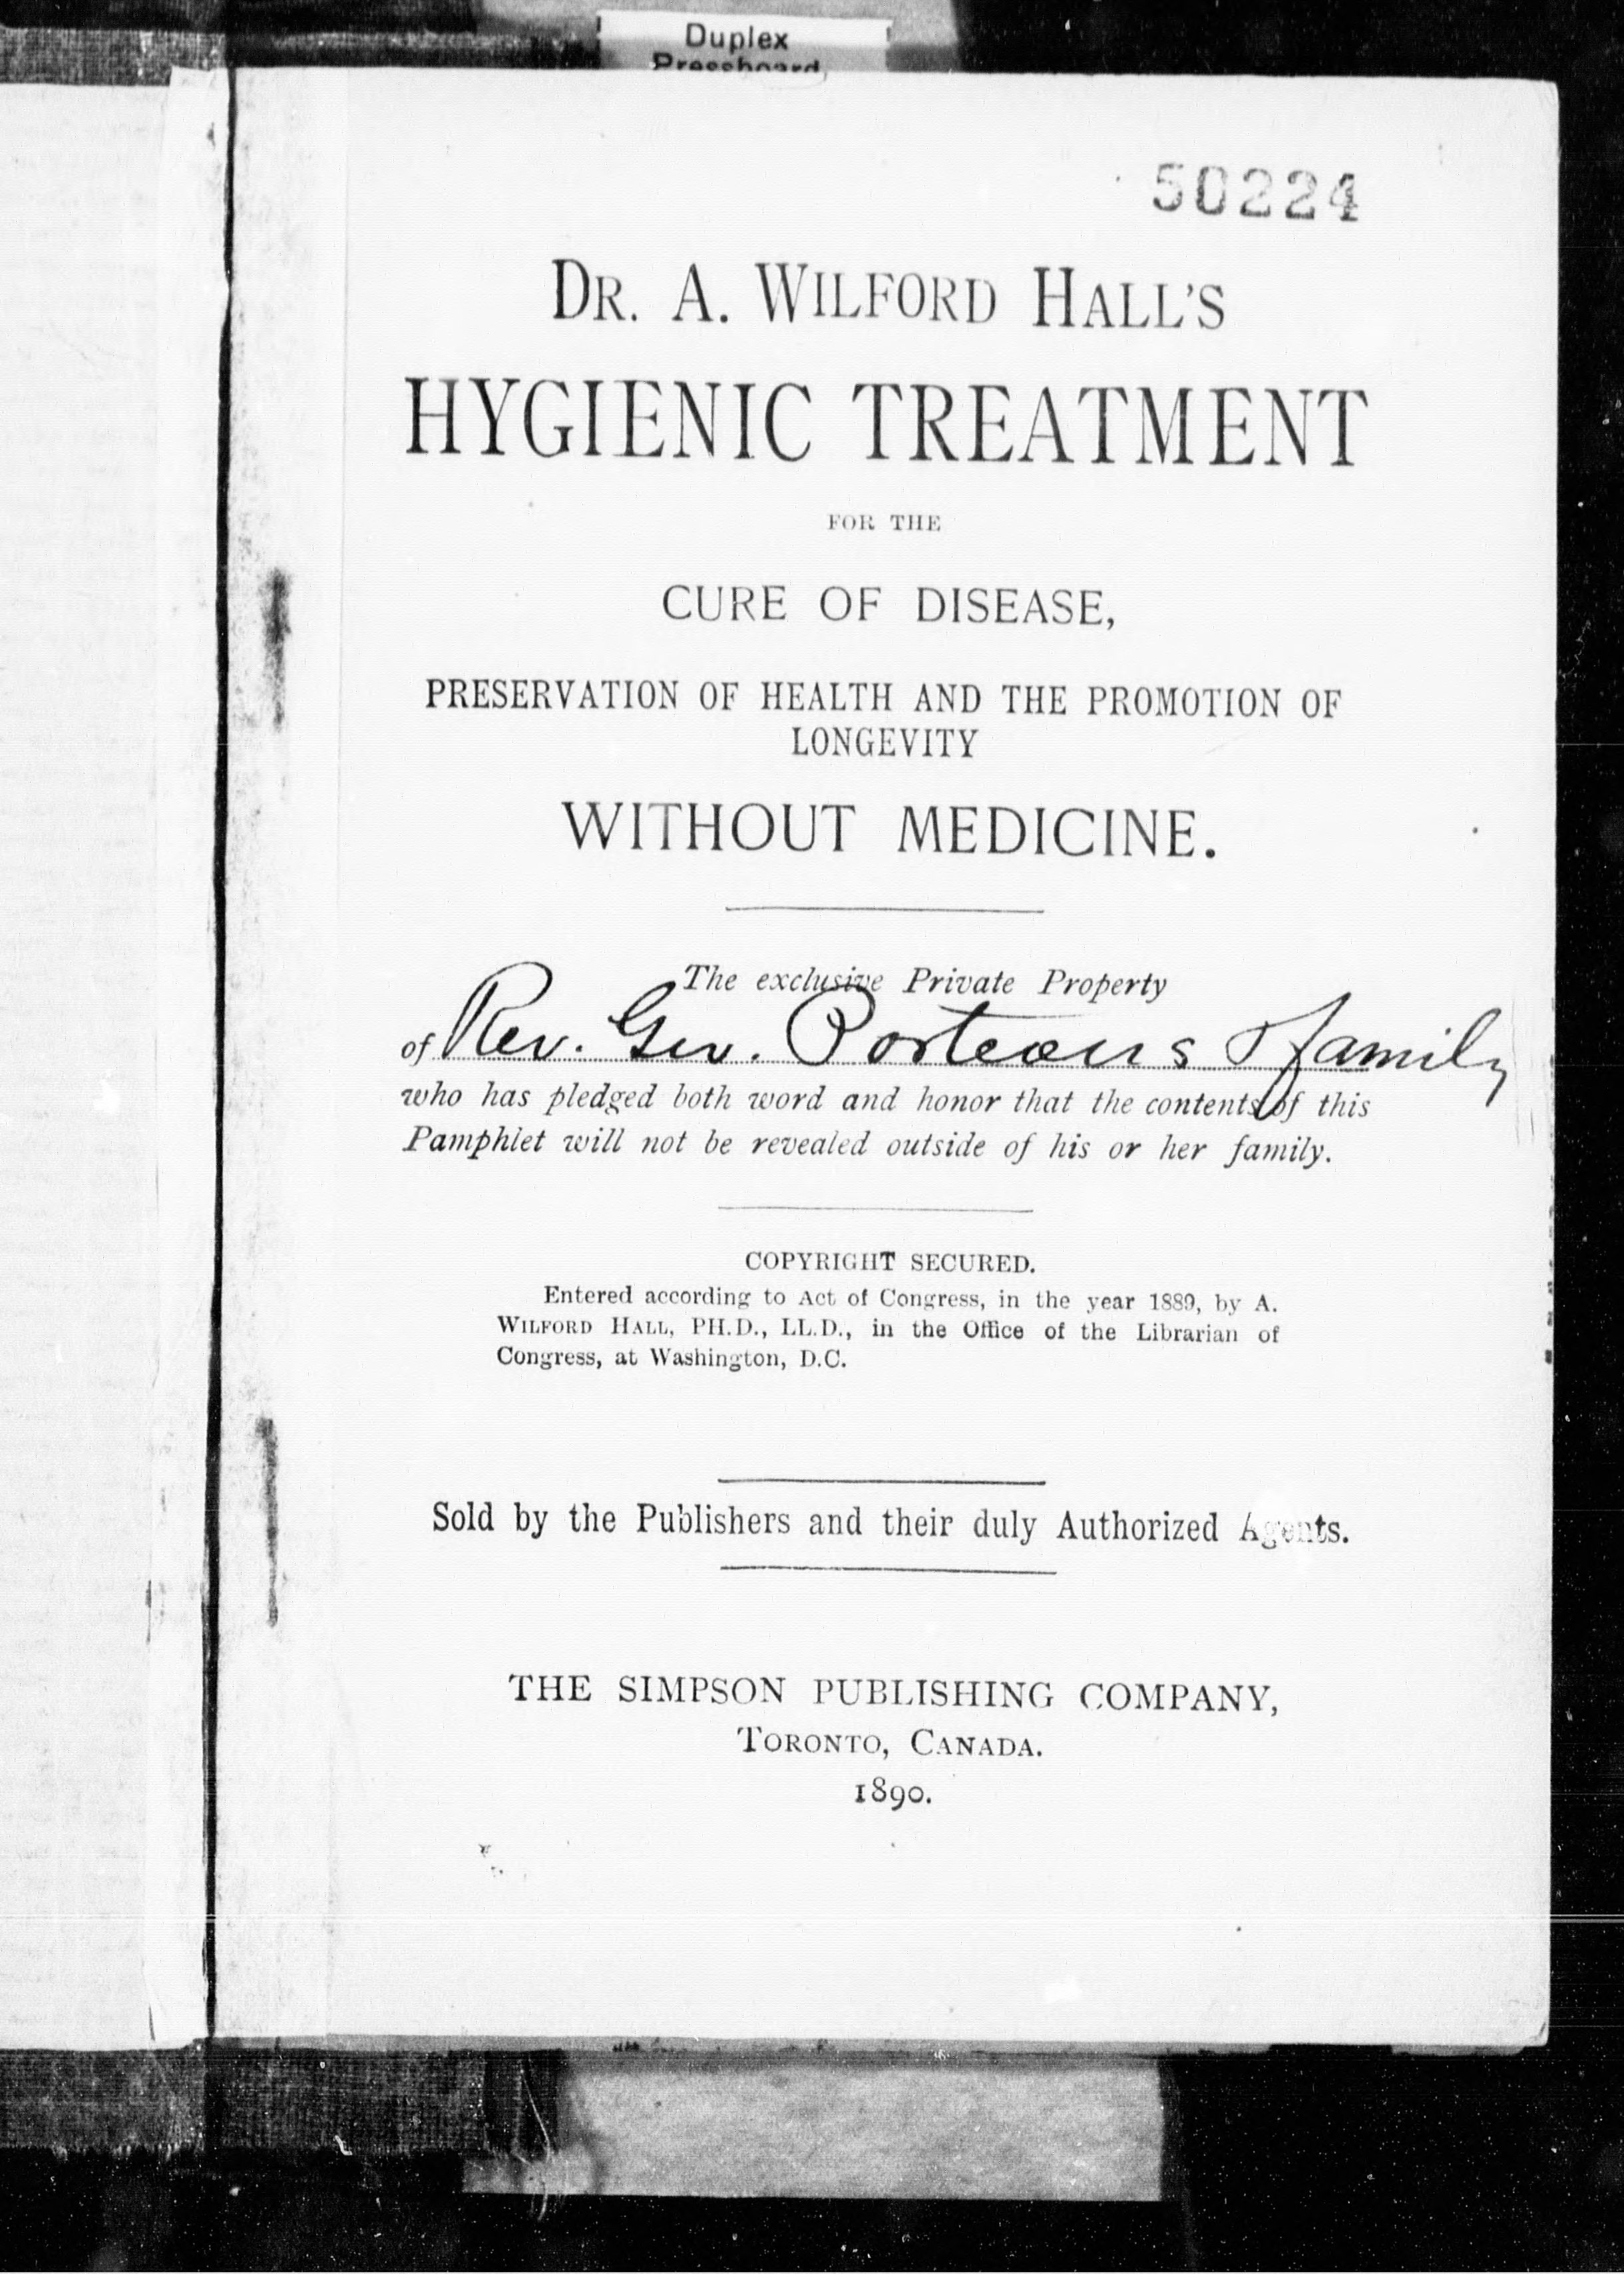 Duplex
Pressboard
50224
DR. A. WILFORD HALL'S
HYGIENIC TREATMENT
FOR THE
CURE OF DISEASE,
PRESERVATION OF HEALTH AND THE PROMOTION OF
LONGEVITY
WITHOUT MEDICINE.
The exclusive Private Property
of Rev. Geo. Porteous Family
who has pledged both word and honor that the contents of this
Pamphlet will not be revealed outside of his or her family.
COPYRIGHT SECURED.
Entered according to Act of Congress, in the year 1889, by A.
WILFORD HALL, PH.D., LL.D., in the Office of the Librarian of
Congress, at Washington, D.C.
Sold by the Publishers and their duly Authorized Agents.
THE SIMPSON PUBLISHING COMPANY,
TORONTO, CANADA.
1890.